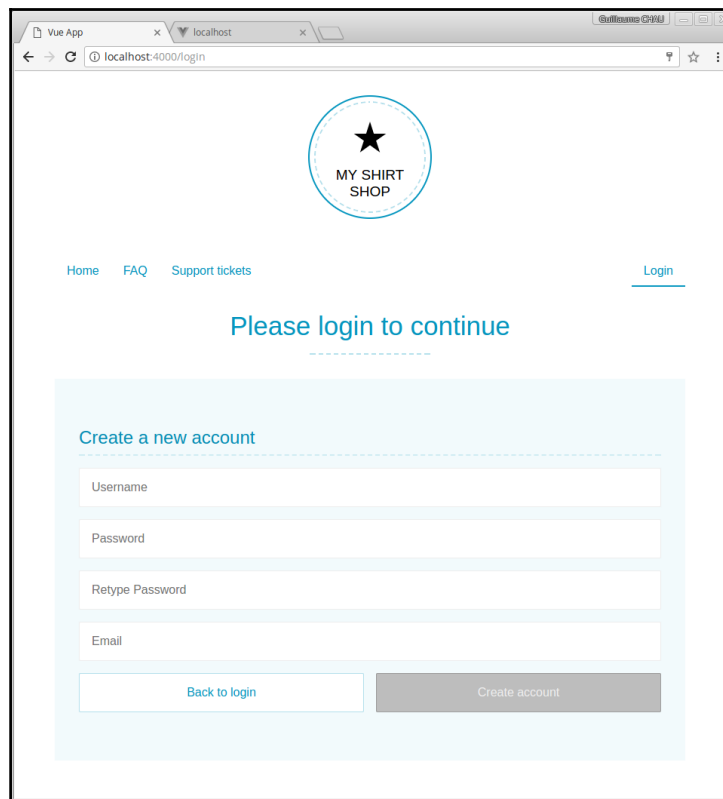 Guillaume CHAU
Vue App
localhost
localhost:4000/login
MY SHIRT
SHOP
Home FAQ Support tickets Login
Please login to continue
Create a new account
Username
Password
Retype Password
Email
Back to login Create account